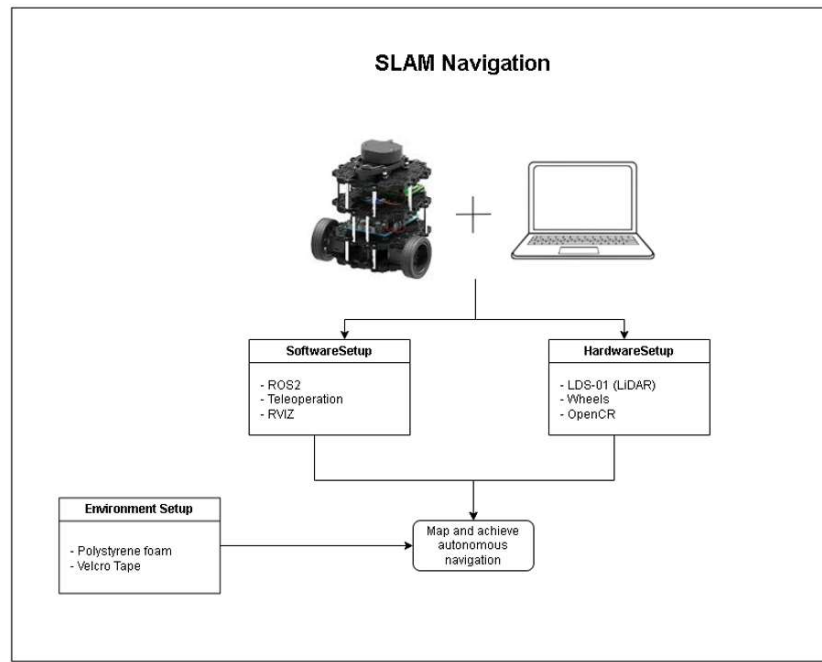 SLAM Navigation
SoftwareSetup
- ROS2
- Teleoperation
- RVIZ
HardwareSetup
- LDS-01 (LiDAR)
- Wheels
- OpenCR
Environment Setup
- Polystyrene foam
- Velcro Tape
Map and achieve
autonomous
navigation